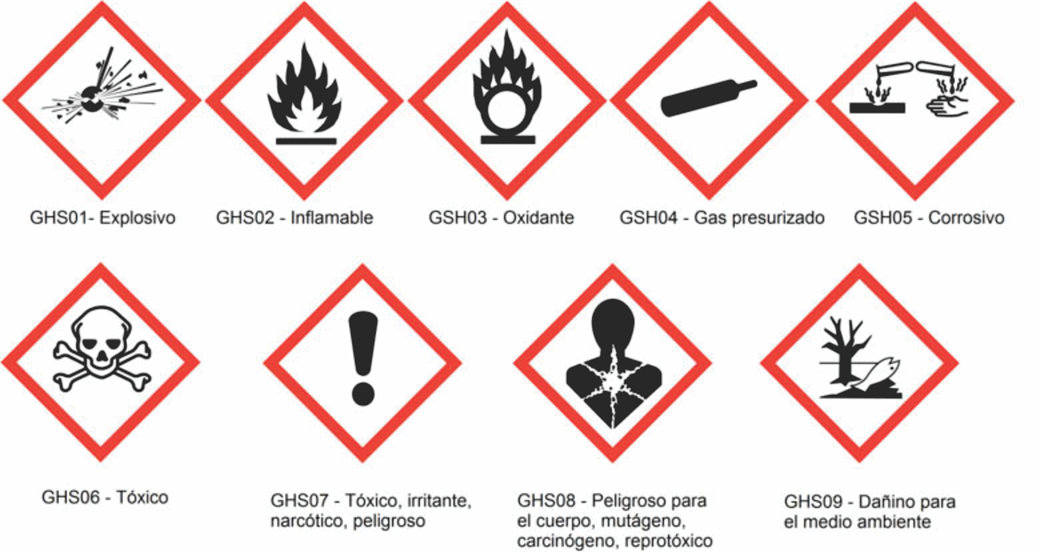 GHS01- Explosivo
GHS02 - Inflamable
GSH03 - Oxidante
GSH04 - Gas presurizado
GSH05 - Corrosivo
GHS06 - Tóxico
GHS07 - Tóxico, irritante,
narcótico, peligroso
GHS08 - Peligroso para
el cuerpo, mutágeno,
carcinógeno, reprotóxico
GHS09 - Dañino para
el medio ambiente